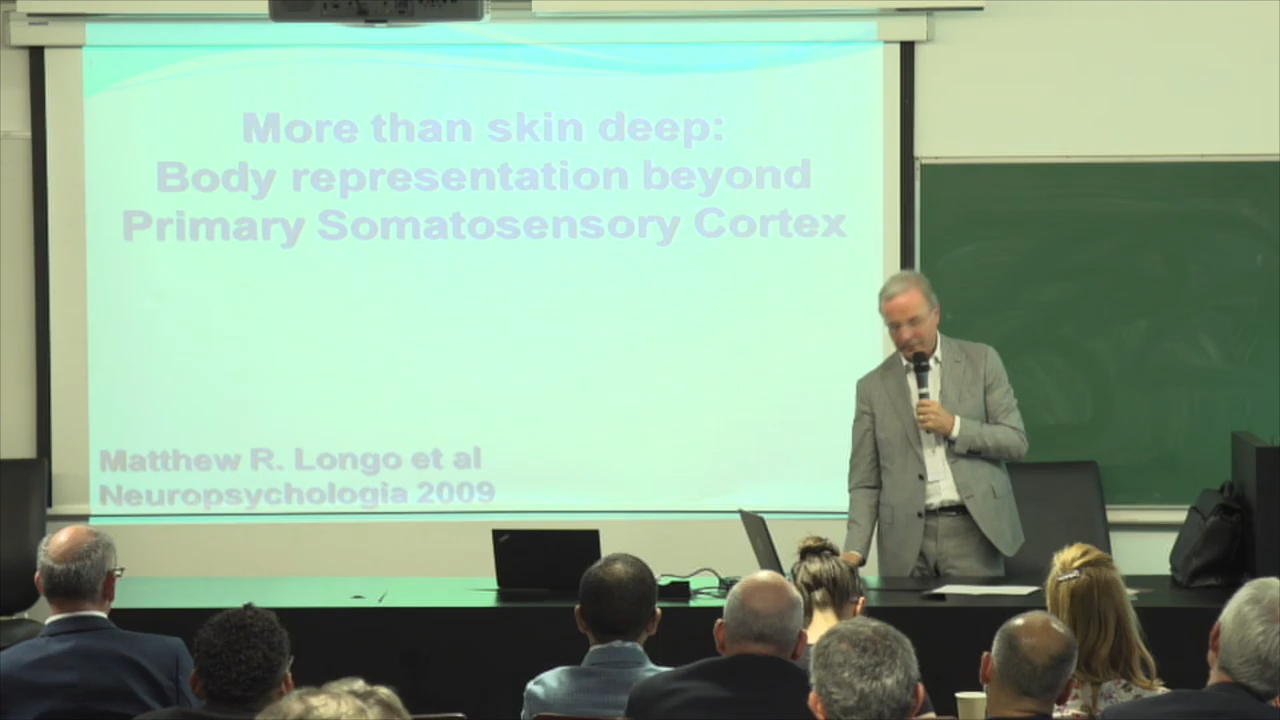 More than skin deep:
Body representation beyond
Primary Somatosensory Cortex
Matthew R. Longo et al
Neuropsychologia 2009